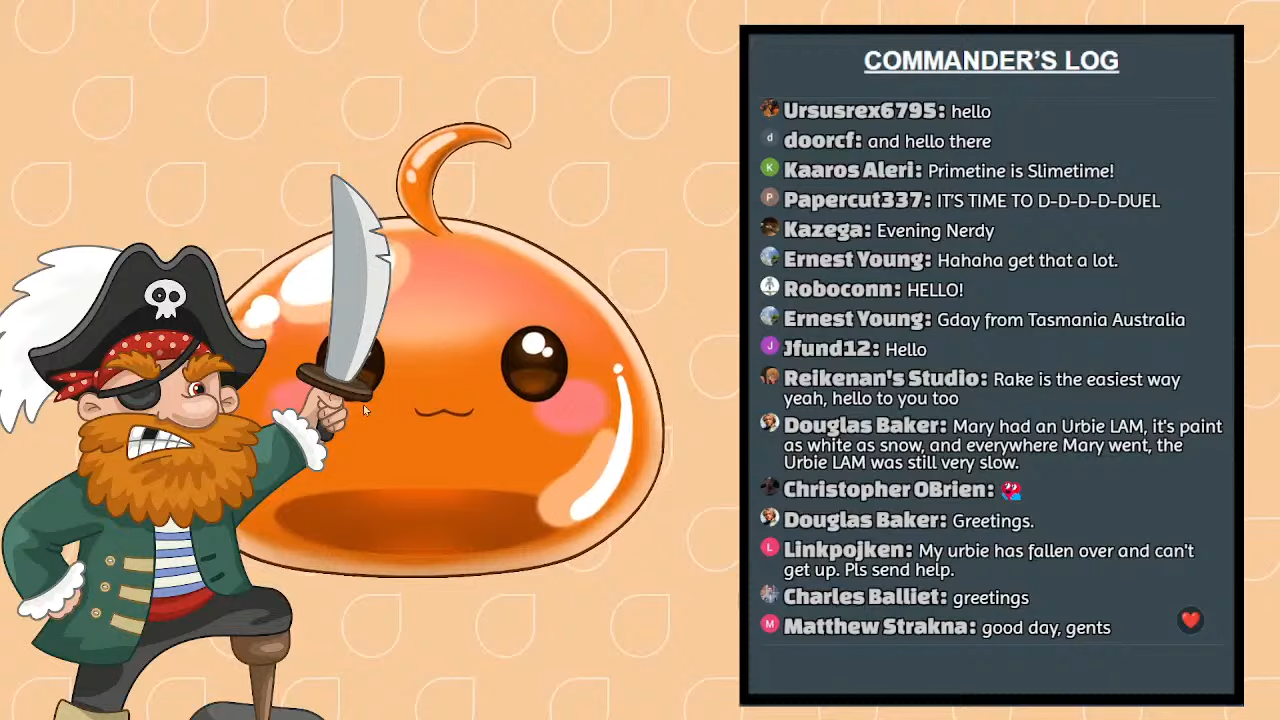 COMMANDER'S LOG
Ursusrex6795: hello
d doorcf: and hello there
K Kaaros Aleri: Primetine is Slimetime!
P Papercut337: IT'S TIME TO D-D-D-D-DUEL
Kazega: Evening Nerdy
Ernest Young: Hahaha get that a lot.
Roboconn: HELLO!
Ernest Young: Gday from Tasmania Australia
J Jfund12: Hello
Reikenan's Studio: Rake is the easiest way
yeah, hello to you too
Douglas Baker: Mary had an Urbie LAM, it's paint
as white as snow, and everywhere Mary went, the
Urbie LAM was still very slow.
Christopher OBrien:
Douglas Baker: Greetings.
L Linkpojken: My urbie has fallen over and can't
get up. Pls send help.
Charles Balliet: greetings
M Matthew Strakna: good day, gents